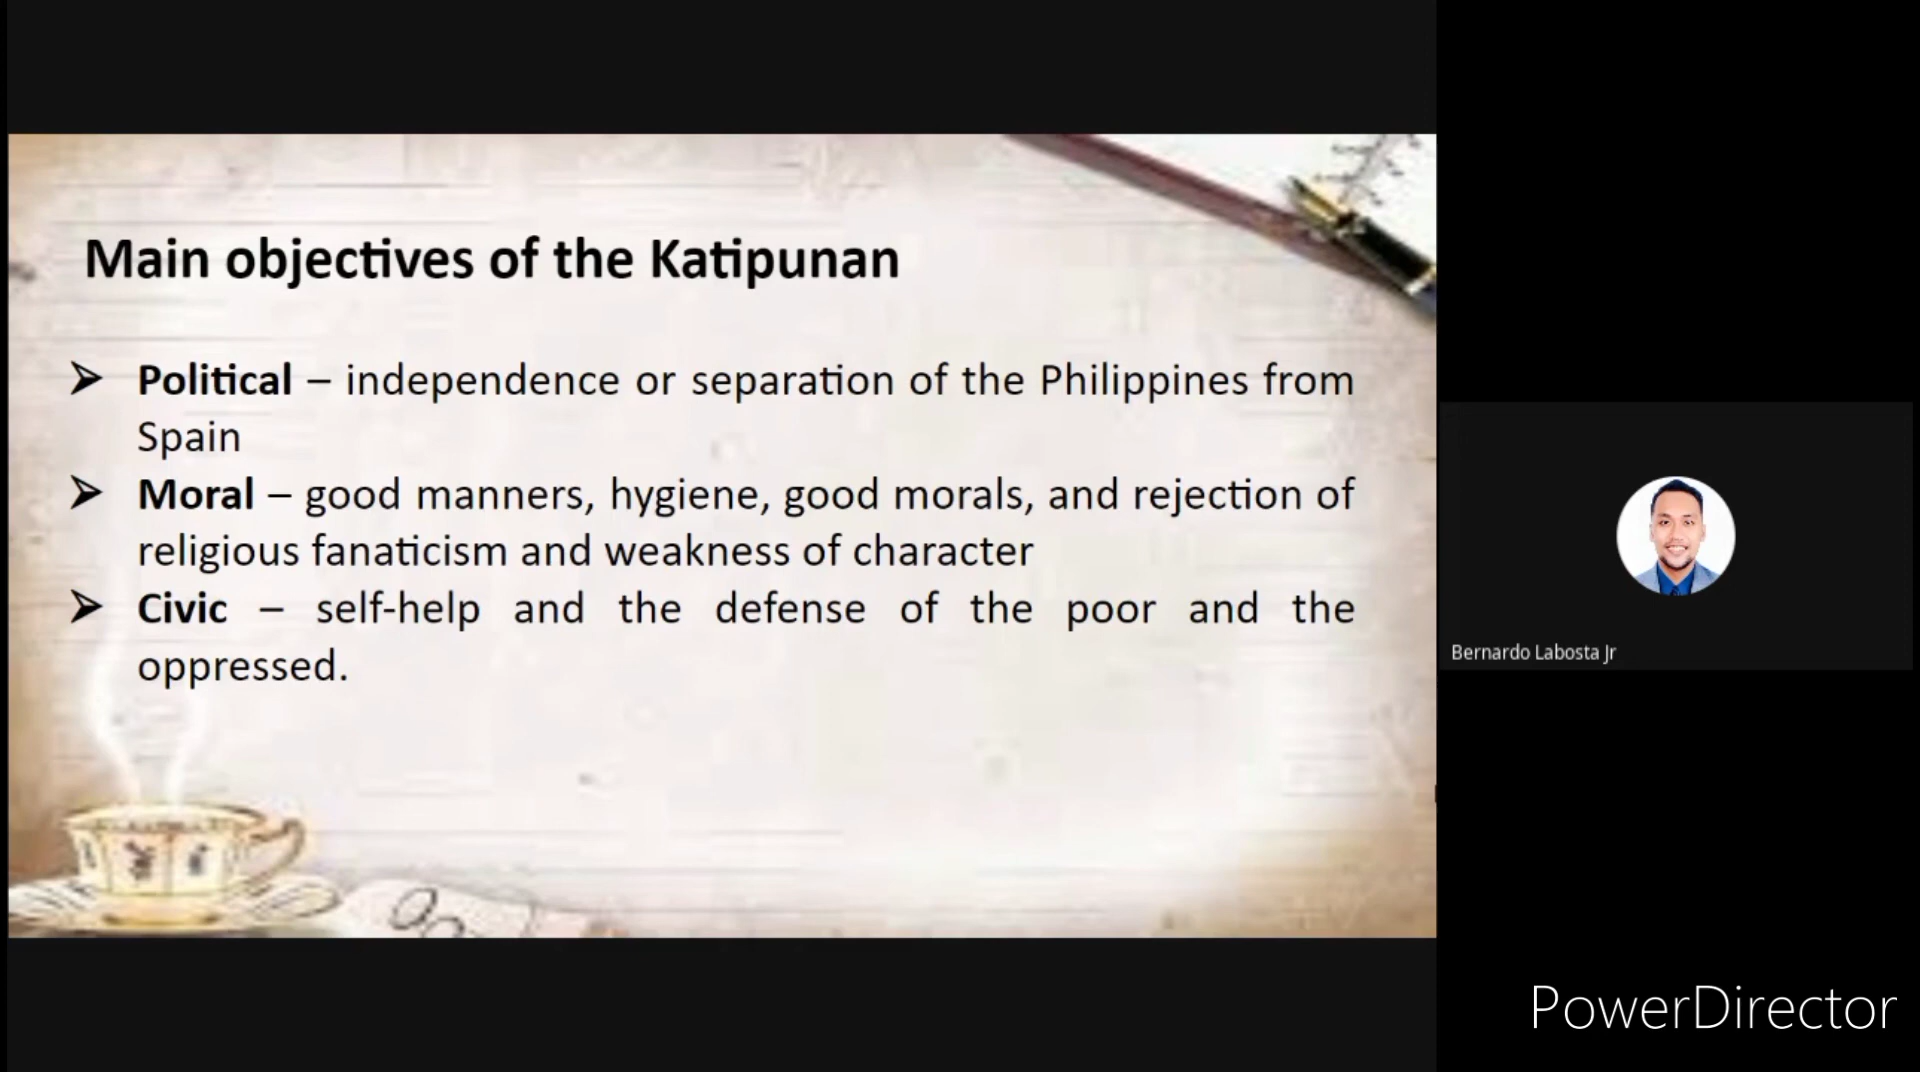 Main objectives of the Katipunan
➤ Political – independence or separation of the Philippines from
Spain
➤ Moral – good manners, hygiene, good morals, and rejection of
religious fanaticism and weakness of character
➤ Civic – self-help and the defense of the poor and the
oppressed.
Bernardo Labosta Jr
PowerDirector